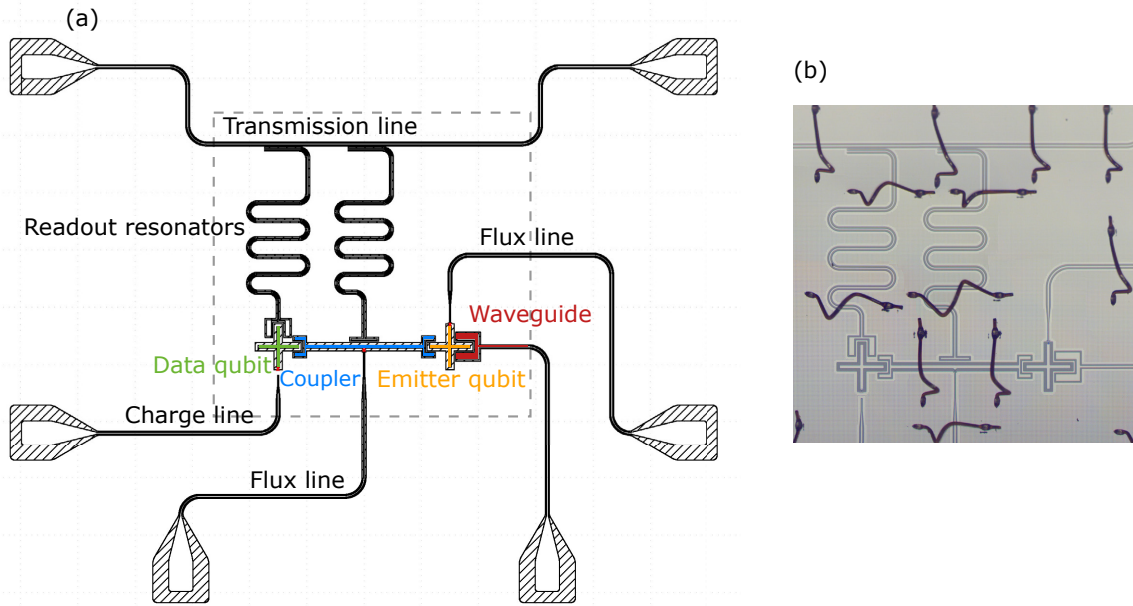 (a)
(b)
Transmission line
Readout resonators
Flux line
Waveguide
Data qubit
Coupler
Emitter qubit
Charge line
Flux line